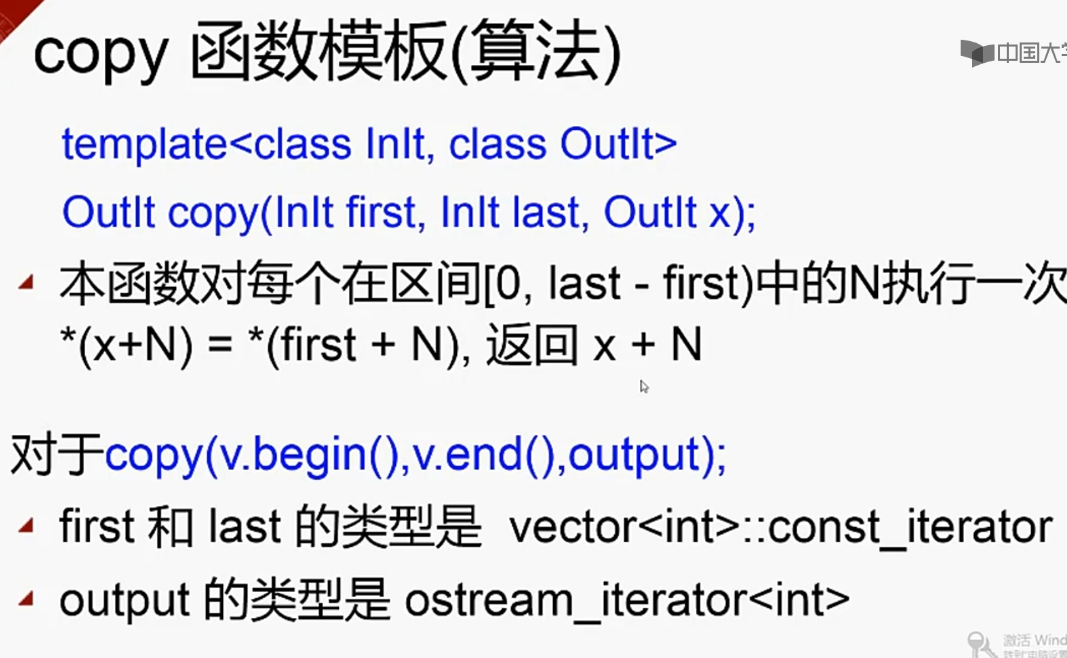 copy 函数模板(算法)
中国大学
template<class InIt, class OutIt>
OutIt copy(InIt first, InIt last, OutIt x);
本函数对每个在区间[0, last - first)中的N执行一次
*(x+N) = *(first + N), 返回 x + N
对于copy(v.begin(),v.end(),output);
first 和 last 的类型是 vector<int>::const_iterator
output 的类型是 ostream_iterator<int>
激活 Wind